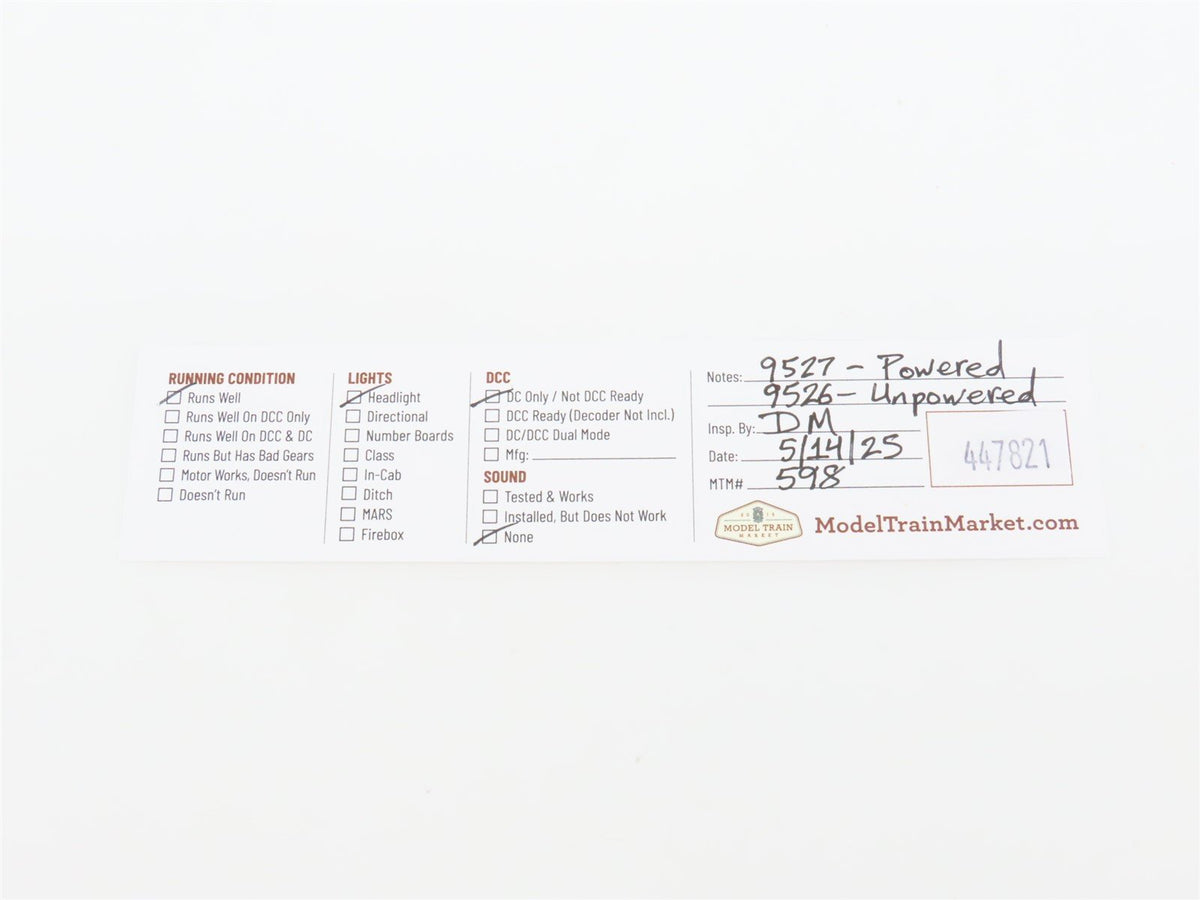 RUNNING CONDITION
Runs Well
Runs Well On DCC Only
Runs Well On DCC & DC
Runs But Has Bad Gears
Motor Works, Doesn't Run
Doesn't Run
LIGHTS
Headlight
Directional
Number Boards
Class
In-Cab
Ditch
MARS
Firebox
DCC
DC Only / Not DCC Ready
DCC Ready (Decoder Not Incl.)
DC/DCC Dual Mode
Mfg:
SOUND
Tested & Works
Installed, But Does Not Work
None
Notes: 9527 - Powered
9526 - Unpowered
Insp. By: DM
Date: 5/14/25
MTM# 598
447821
MODEL TRAIN
MARKET
ModelTrainMarket.com